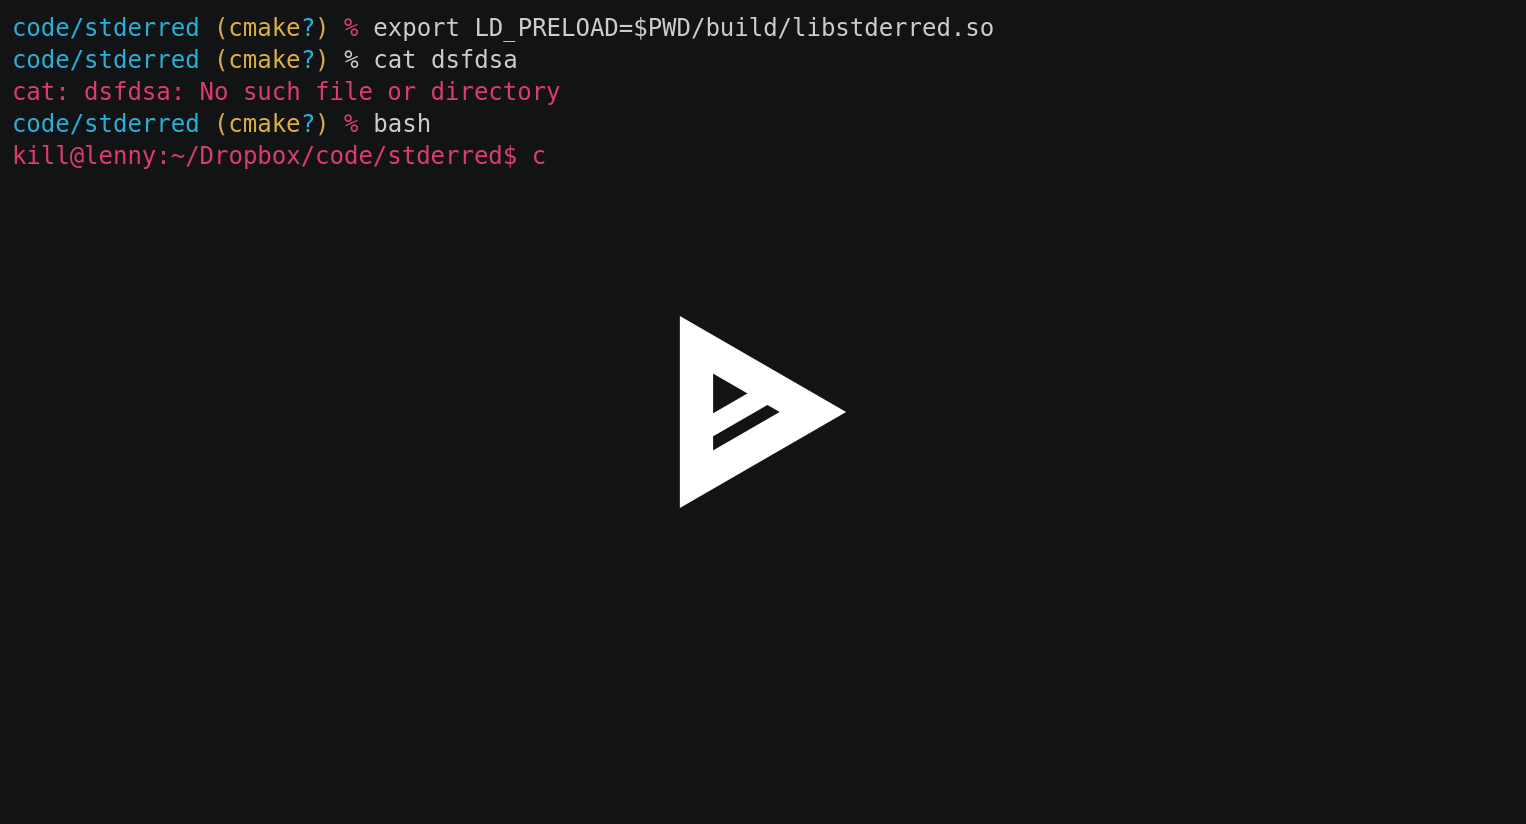 code/stderred (cmake?) % export LD_PRELOAD=$PWD/build/libstderred.so
code/stderred (cmake?) % cat dsfdsa
cat: dsfdsa: No such file or directory
code/stderred (cmake?) % bash
kill@lenny:~/Dropbox/code/stderred$ c